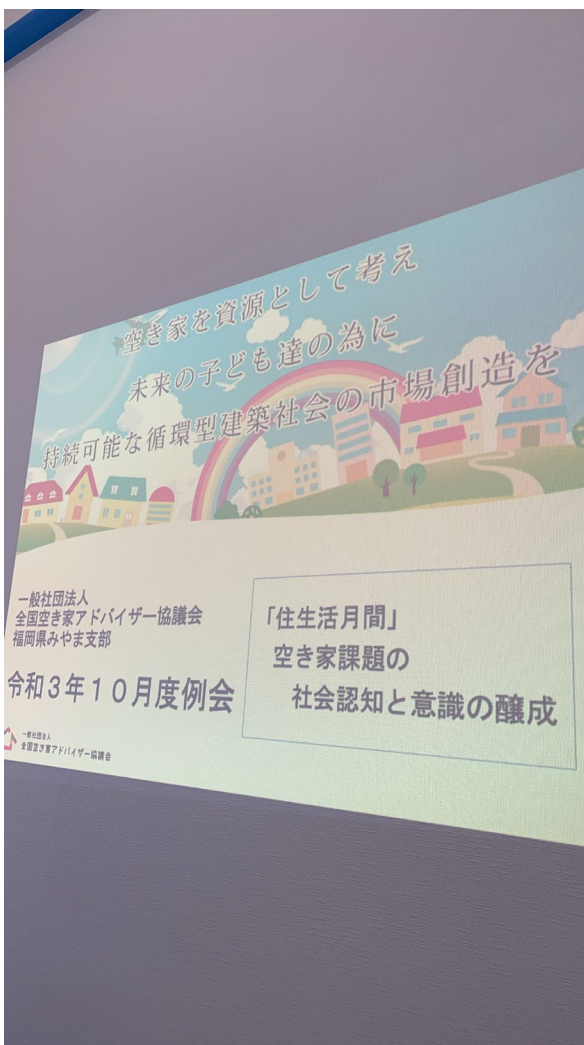 空き家を資源として考え
未来の子ども達の為に
持続可能な循環型建築社会の市場創造を
一般社団法人
全国空き家アドバイザー協議会
福岡県みやま支部
令和3年10月度例会
「住生活月間」
空き家課題の
社会認知と意識の醸成
一般社団法人
全国空き家アドバイザー協議会